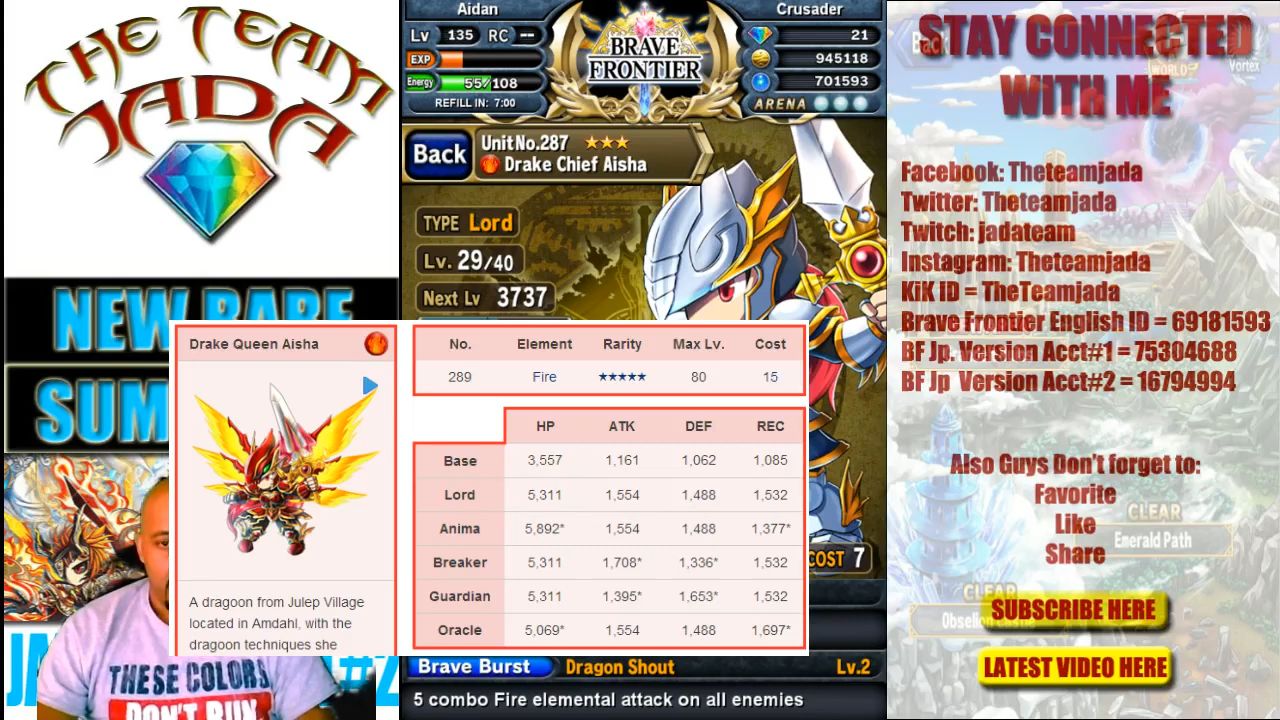 THE TEAM
JADA
NEW RARE
SUM
#2
THESE COLORS
DON'T RUN
Aidan
Crusader
Lv 135 RC --
EXP
Energy 55/108
REFILL IN: 7:00
BRAVE
FRONTIER
21
945118
701593
ARENA
Back
Unit No.287 ★★★
Drake Chief Aisha
TYPE Lord
Lv. 29/40
Next Lv 3737
COST 7
Drake Queen Aisha
A dragoon from Julep Village
located in Amdahl, with the
dragoon techniques she
No. Element Rarity Max Lv. Cost
289 Fire ★★★★★ 80 15
HP ATK DEF REC
Base 3,557 1,161 1,062 1,085
Lord 5,311 1,554 1,488 1,532
Anima 5,892* 1,554 1,488 1,377*
Breaker 5,311 1,708* 1,336* 1,532
Guardian 5,311 1,395* 1,653* 1,532
Oracle 5,069* 1,554 1,488 1,697*
Brave Burst Dragon Shout Lv.2
5 combo Fire elemental attack on all enemies
STAY CONNECTED
WITH ME
Back
WORLD
Vortex
Facebook: Theteamjada
Twitter: Theteamjada
Twitch: jadateam
Instagram: Theteamjada
KiK ID = TheTeamjada
Brave Frontier English ID = 69181593
BF Jp. Version Acct#1 = 75304688
BF Jp Version Acct#2 = 16794994
Also Guys Don't forget to:
Favorite
Like
Share
CLEAR
Emerald Path
CLEAR
SUBSCRIBE HERE
LATEST VIDEO HERE